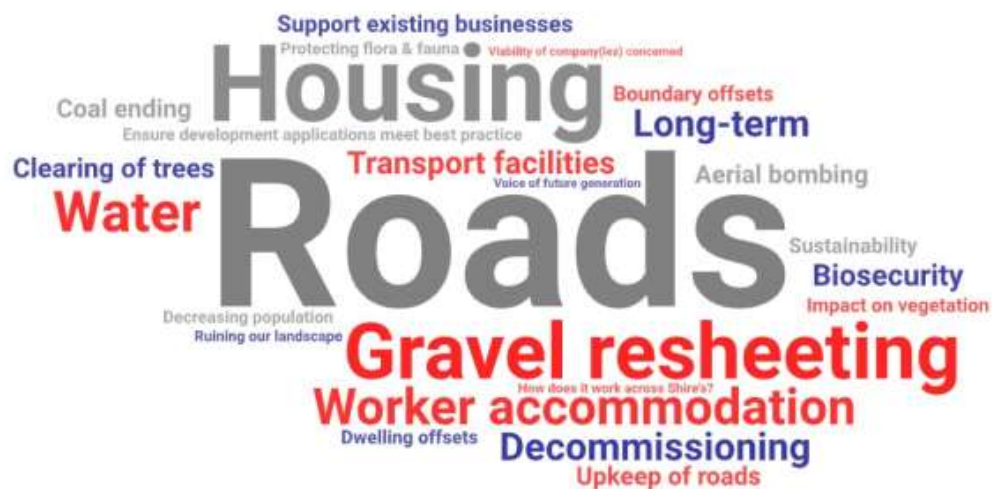 Support existing businesses
Protecting flora & fauna
Viability of company(iez) concerned
Housing
Coal ending
Boundary offsets
Long-term
Ensure development applications meet best practice
Clearing of trees
Transport facilities
Voice of future generation
Aerial bombing
Water
Roads
Sustainability
Biosecurity
Impact on vegetation
Decreasing population
Ruining our landscape
Gravel resheeting
How does it work across Shire's?
Worker accommodation
Dwelling offsets
Decommissioning
Upkeep of roads